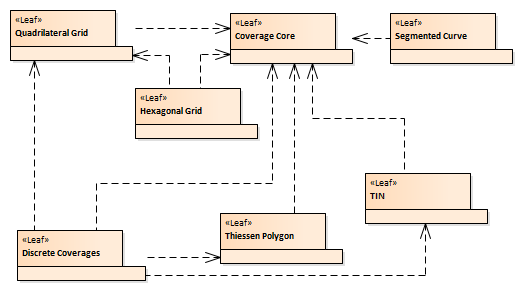 «Leaf»
Quadrilateral Grid
«Leaf»
Coverage Core
«Leaf»
Segmented Curve
«Leaf»
Hexagonal Grid
«Leaf»
TIN
«Leaf»
Thiessen Polygon
«Leaf»
Discrete Coverages